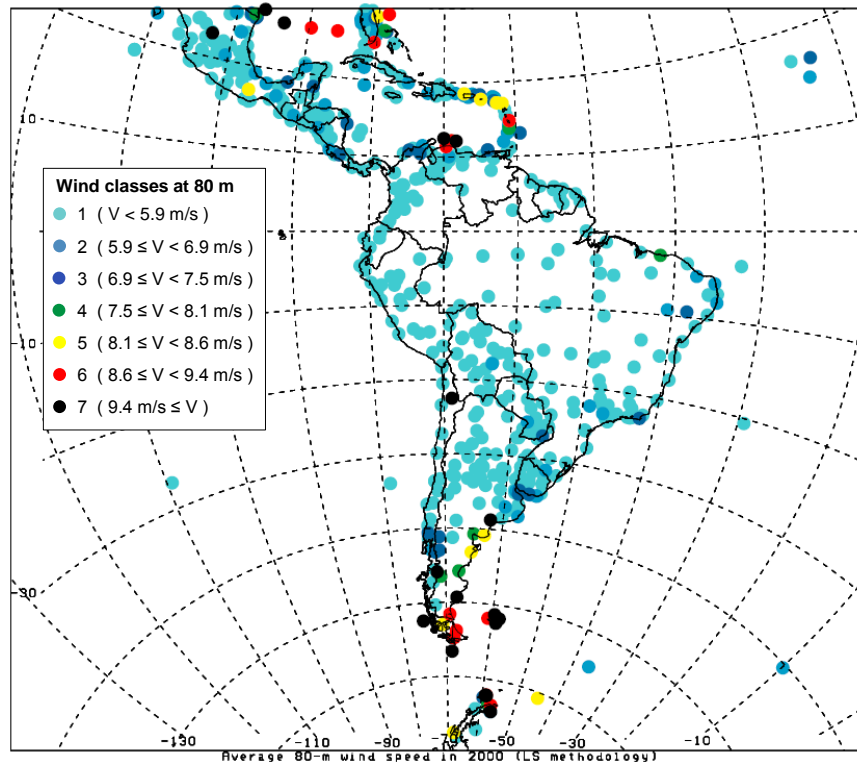 10
Wind classes at 80 m
1 ( V < 5.9 m/s )
2 ( 5.9 ≤ V < 6.9 m/s )
3 ( 6.9 ≤ V < 7.5 m/s )
4 ( 7.5 ≤ V < 8.1 m/s )
5 ( 8.1 ≤ V < 8.6 m/s )
6 ( 8.6 ≤ V < 9.4 m/s )
7 ( 9.4 m/s ≤ V )
-10
-30
-130 -110 -90 -70 -50 -30 -10
Average 80-m wind speed in 2000 (LS methodology)